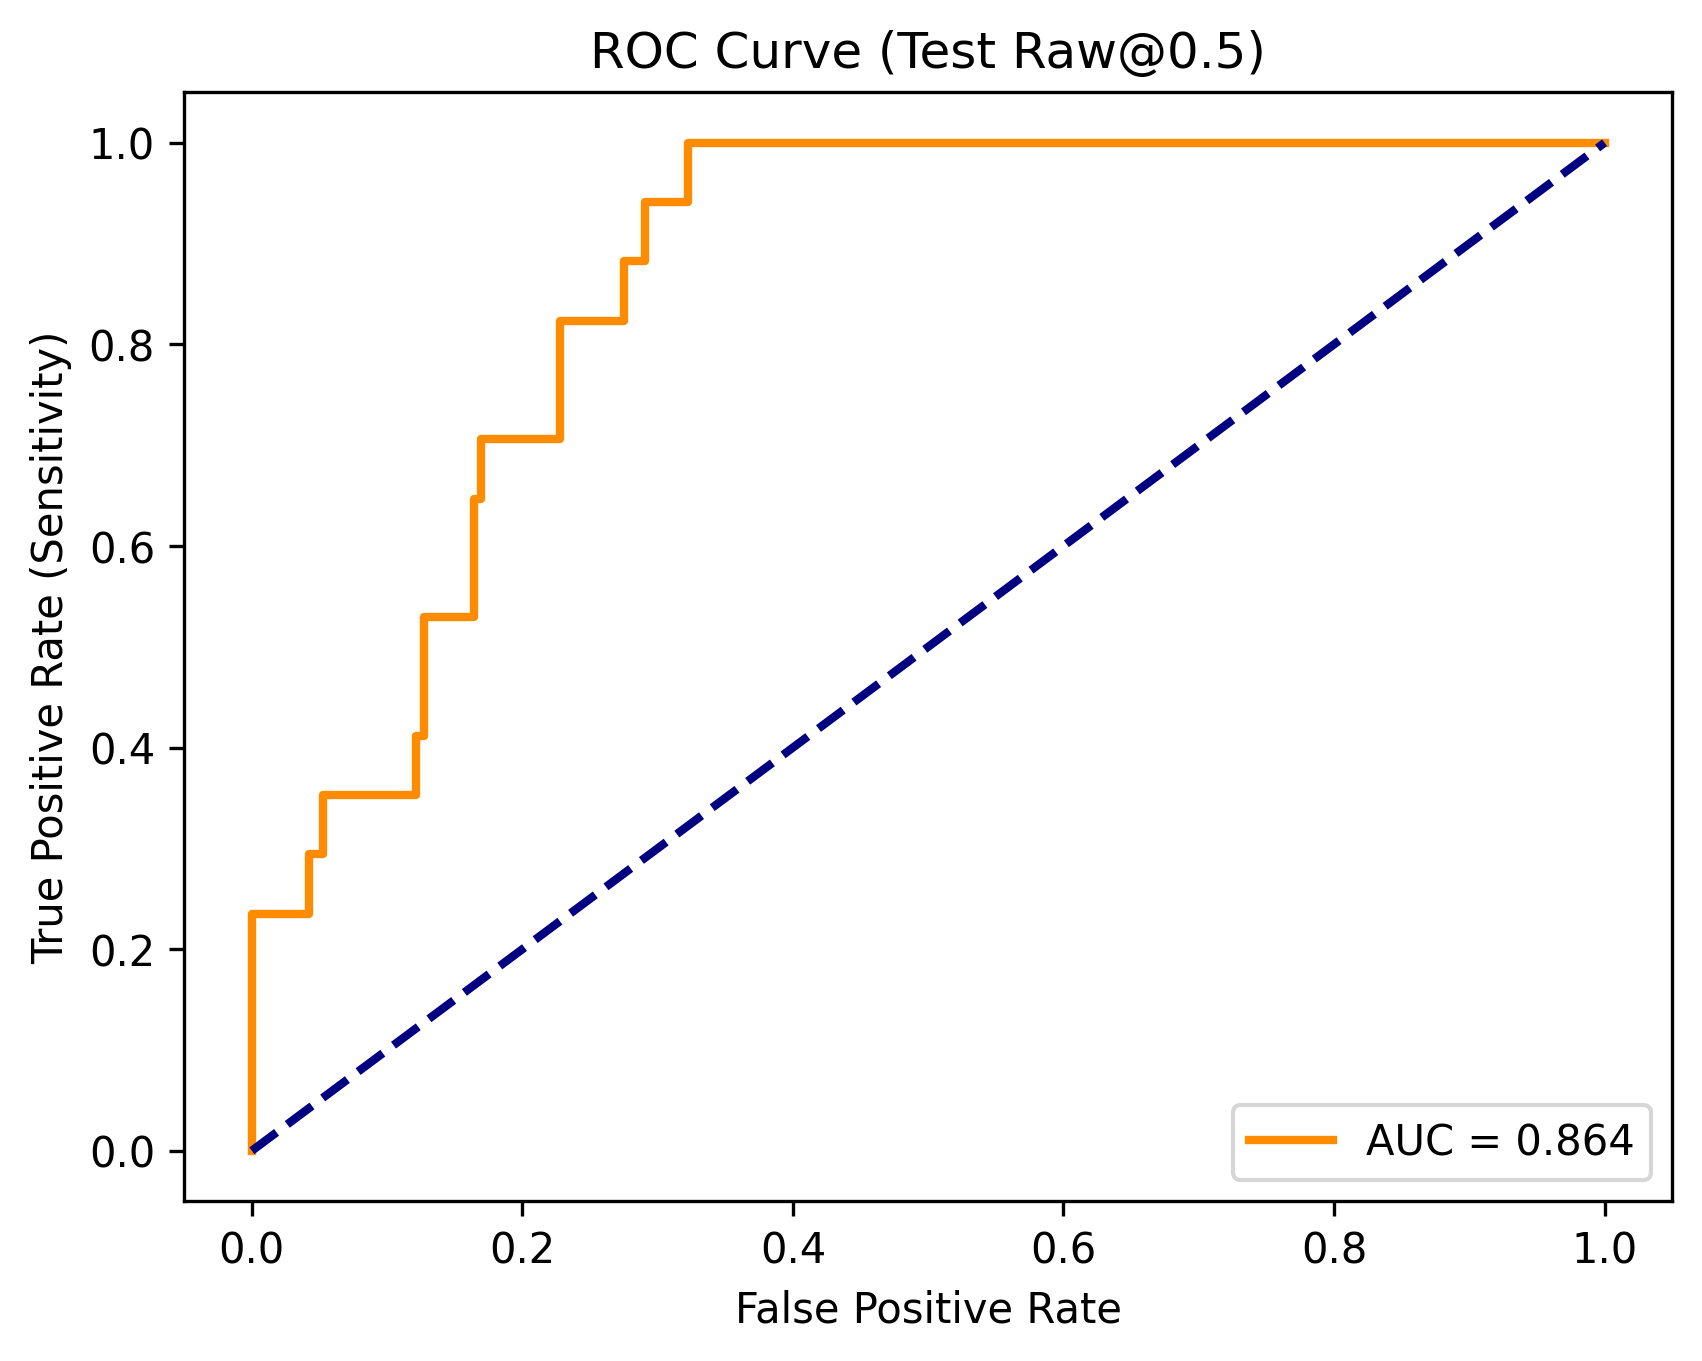 ROC Curve (Test Raw@0.5)
True Positive Rate (Sensitivity)
1.0
0.8
0.6
0.4
0.2
0.0
AUC = 0.864
0.0 0.2 0.4 0.6 0.8 1.0
False Positive Rate